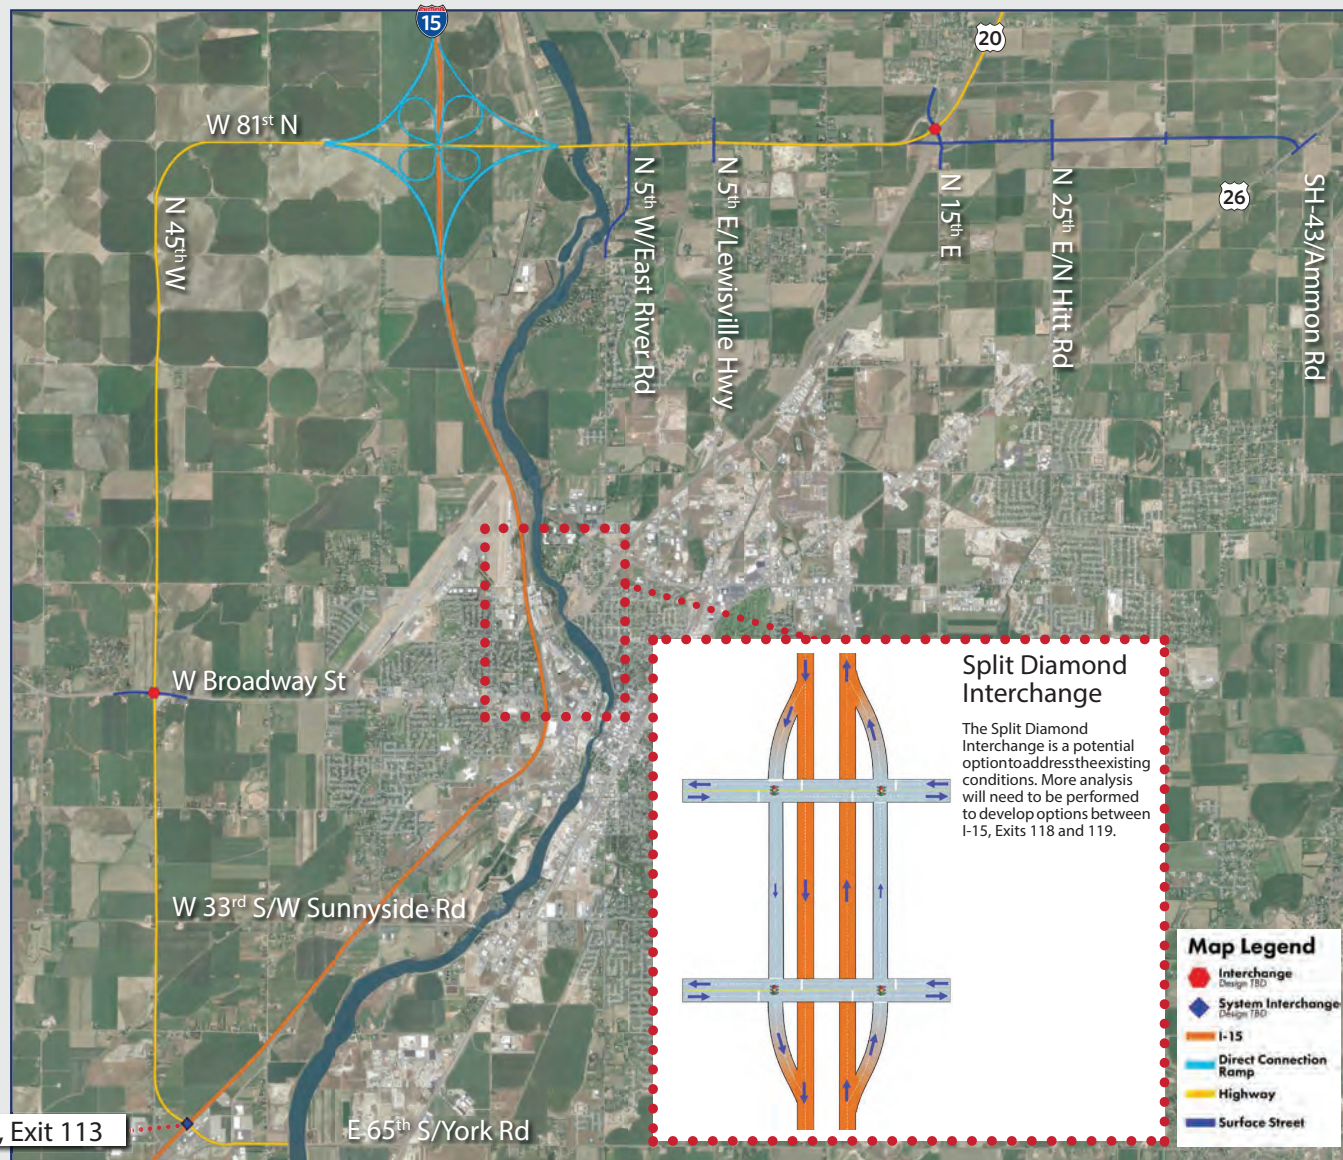 15
20
W 81st N
N 45th W
N 5th W/East River Rd
N 5th E/Lewisville Hwy
N 15th E
N 25th E/N Hitt Rd
26
SH-43/Ammon Rd
W Broadway St
W 33rd S/W Sunnyside Rd
E 65th S/York Rd
, Exit 113
Split Diamond
Interchange
The Split Diamond
Interchange is a potential
optiontoaddresstheexisting
conditions. More analysis
will need to be performed
to develop options between
I-15, Exits 118 and 119.
Map Legend
Interchange
Design TBD
System Interchange
Design TBD
I-15
Direct Connection
Ramp
Highway
Surface Street